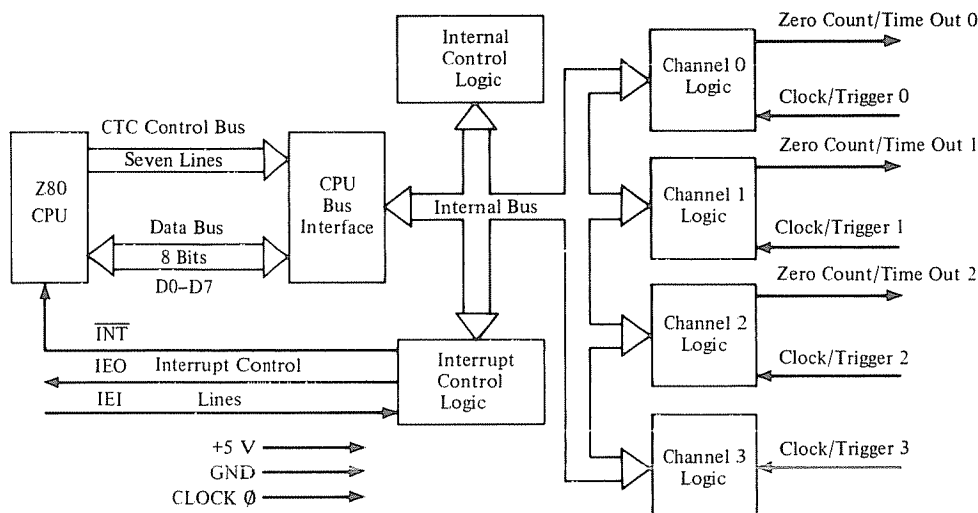 Internal
Control
Logic
Channel 0
Logic
Zero Count/Time Out 0
Clock/Trigger 0
CTC Control Bus
Seven Lines
Z80
CPU
CPU
Bus
Interface
Data Bus
8 Bits
D0–D7
Internal Bus
Channel 1
Logic
Zero Count/Time Out 1
Clock/Trigger 1
Channel 2
Logic
Zero Count/Time Out 2
Clock/Trigger 2
INT
IEO Interrupt Control
IEI Lines
Interrupt
Control
Logic
Channel 3
Logic
Clock/Trigger 3
+5 V
GND
CLOCK Ø